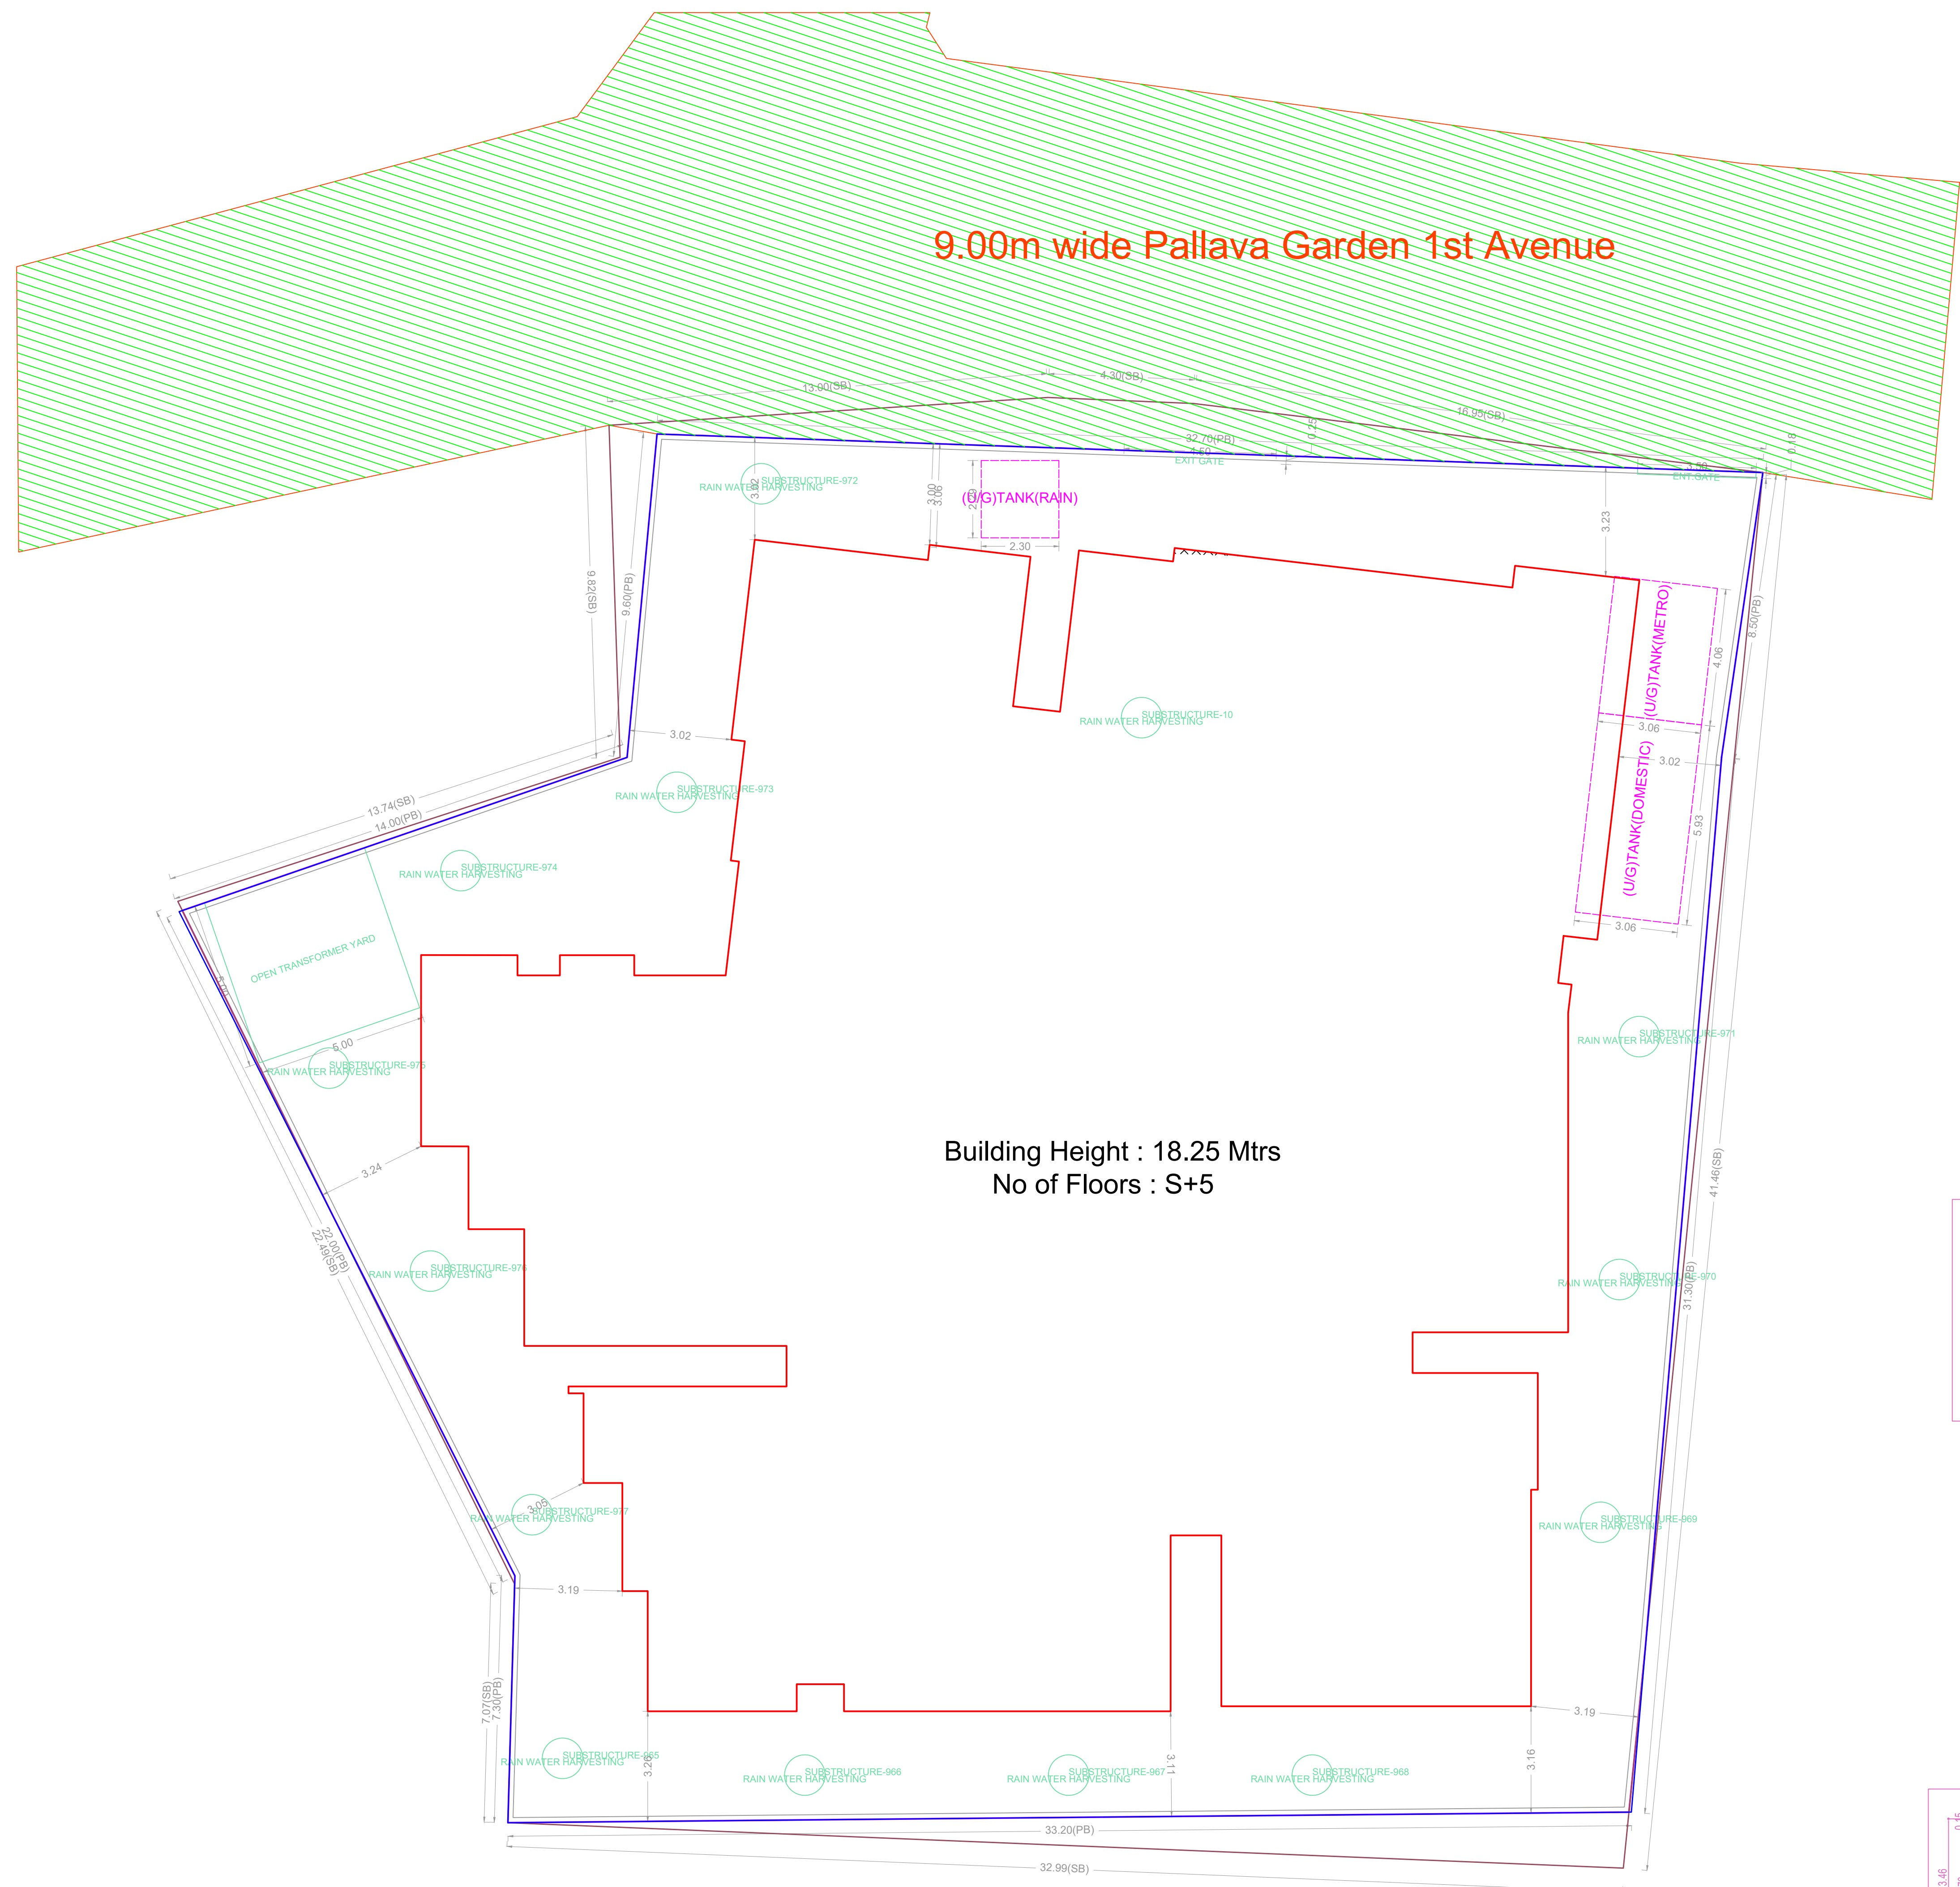 9.00m wide Pallava Garden 1st Avenue
13.00(SB)
4.30(SB)
16.95(SB)
32.70(PB)
0.25
0.18
EXIT GATE
3.50
ENT.GATE
SUBSTRUCTURE-972
RAIN WATER HARVESTING
3.02
3.00
3.06
(U/G)TANK(RAIN)
2.30
3.23
9.82(SB)
9.60(PB)
(U/G)TANK(METRO)
8.50(PB)
4.06
SUBSTRUCTURE-10
RAIN WATER HARVESTING
3.02
3.06
3.02
SUBSTRUCTURE-973
RAIN WATER HARVESTING
13.74(SB)
14.00(PB)
(U/G)TANK(DOMESTIC)
5.93
SUBSTRUCTURE-974
RAIN WATER HARVESTING
3.06
OPEN TRANSFORMER YARD
5.00
5.00
SUBSTRUCTURE-975
RAIN WATER HARVESTING
SUBSTRUCTURE-971
RAIN WATER HARVESTING
Building Height : 18.25 Mtrs
No of Floors : S+5
3.24
41.46(SB)
22.00(PB)
22.49(SB)
SUBSTRUCTURE-976
RAIN WATER HARVESTING
SUBSTRUCTURE-970
RAIN WATER HARVESTING
31.30(PB)
3.05
SUBSTRUCTURE-977
RAIN WATER HARVESTING
SUBSTRUCTURE-969
RAIN WATER HARVESTING
3.19
7.07(SB)
7.30(PB)
3.19
SUBSTRUCTURE-965
RAIN WATER HARVESTING
3.26
SUBSTRUCTURE-966
RAIN WATER HARVESTING
SUBSTRUCTURE-967
RAIN WATER HARVESTING
3.11
SUBSTRUCTURE-968
RAIN WATER HARVESTING
3.16
33.20(PB)
32.99(SB)
0.15
3.46